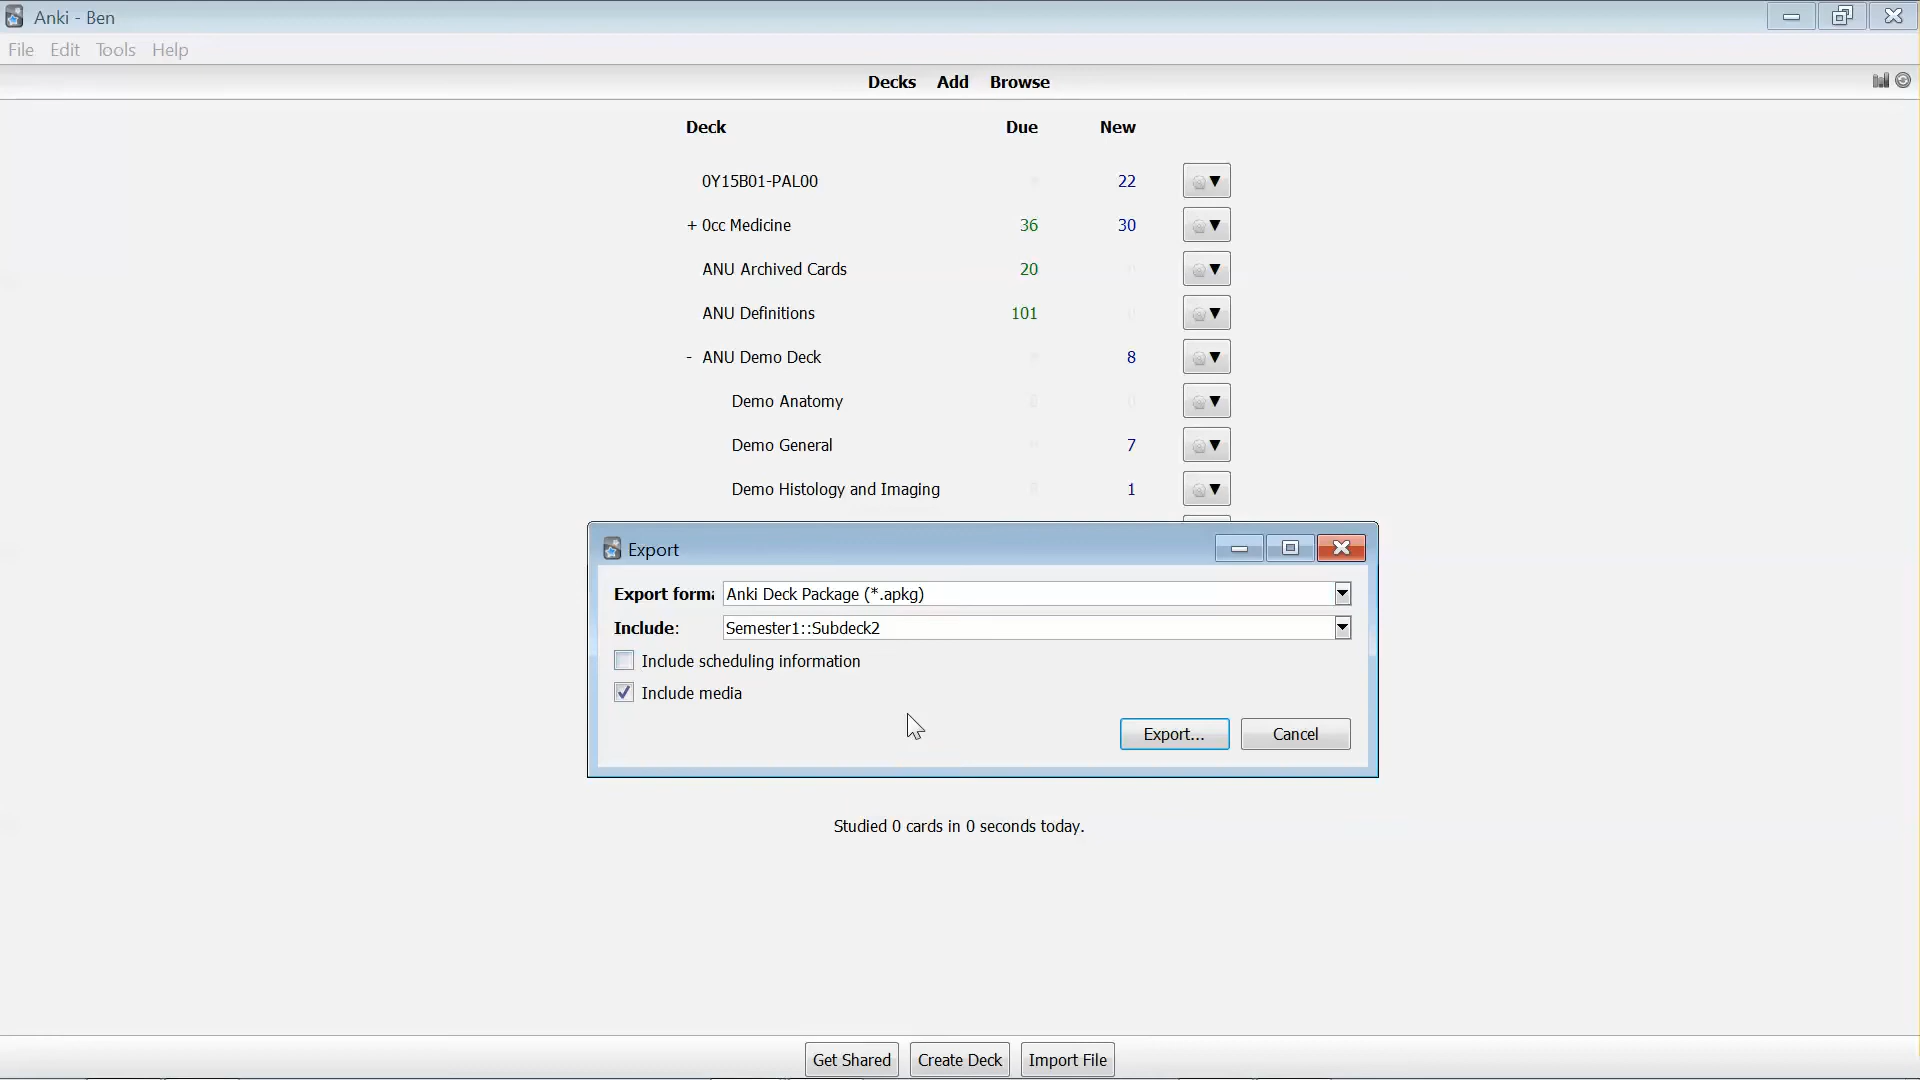 Anki - Ben
File Edit Tools Help
Decks Add Browse
Deck Due New
0Y15B01-PAL00 22
+ 0cc Medicine 36 30
ANU Archived Cards 20
ANU Definitions 101
- ANU Demo Deck 8
Demo Anatomy 0 0
Demo General 7
Demo Histology and Imaging 1
Export
Export forma Anki Deck Package (*.apkg)
Include: Semester1::Subdeck2
Include scheduling information
Include media
Export... Cancel
Studied 0 cards in 0 seconds today.
Get Shared Create Deck Import File